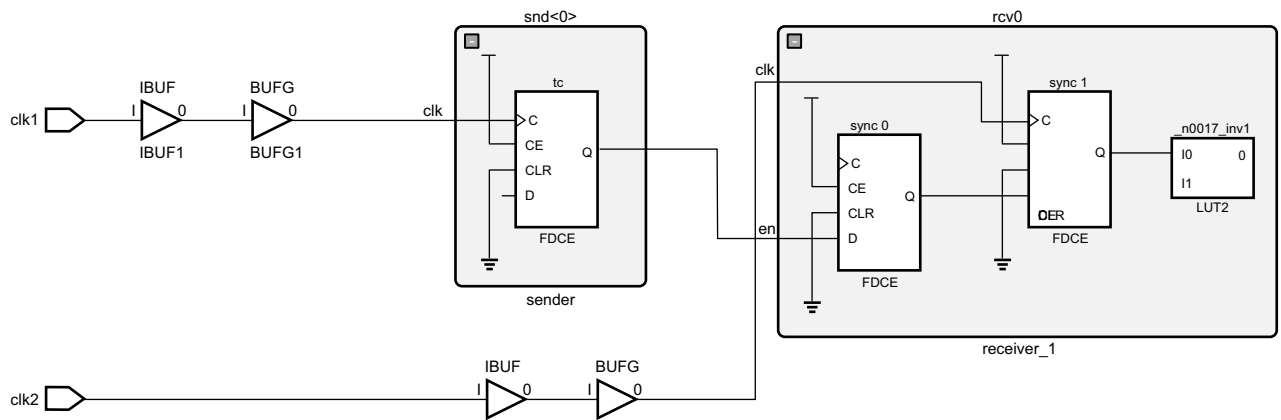 snd<0>
rcv0
-
-
IBUF
BUFG
tc
clk
sync 1
clk1
I
0
I
0
clk
C
CE
CLR
D
Q
IBUF1
BUFG1
FDCE
sender
en
sync 0
C
CE
CLR
D
Q
FDCE
C
Q
FDCE
_n0017_inv1
I0
0
I1
LUT2
receiver_1
IBUF
BUFG
clk2
I
0
I
0